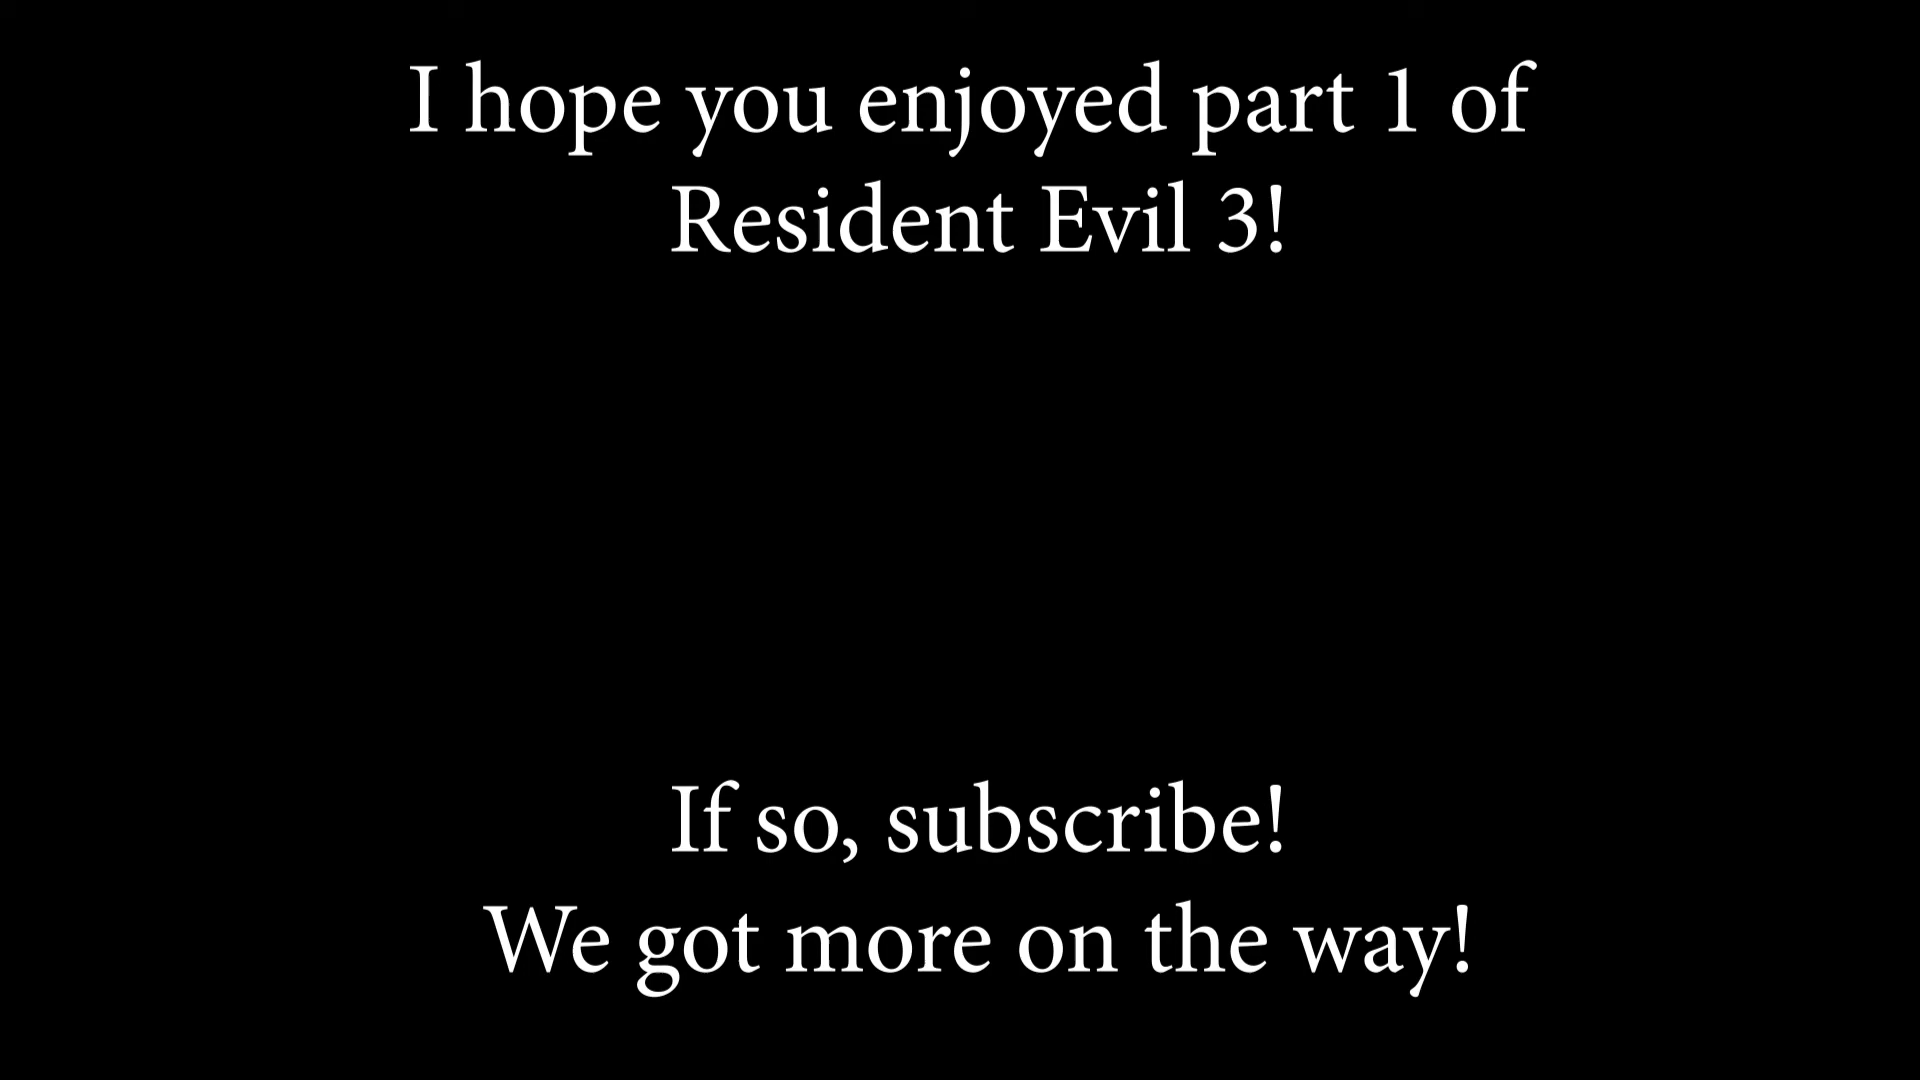 I hope you enjoyed part 1 of
Resident Evil 3!
If so, subscribe!
We got more on the way!